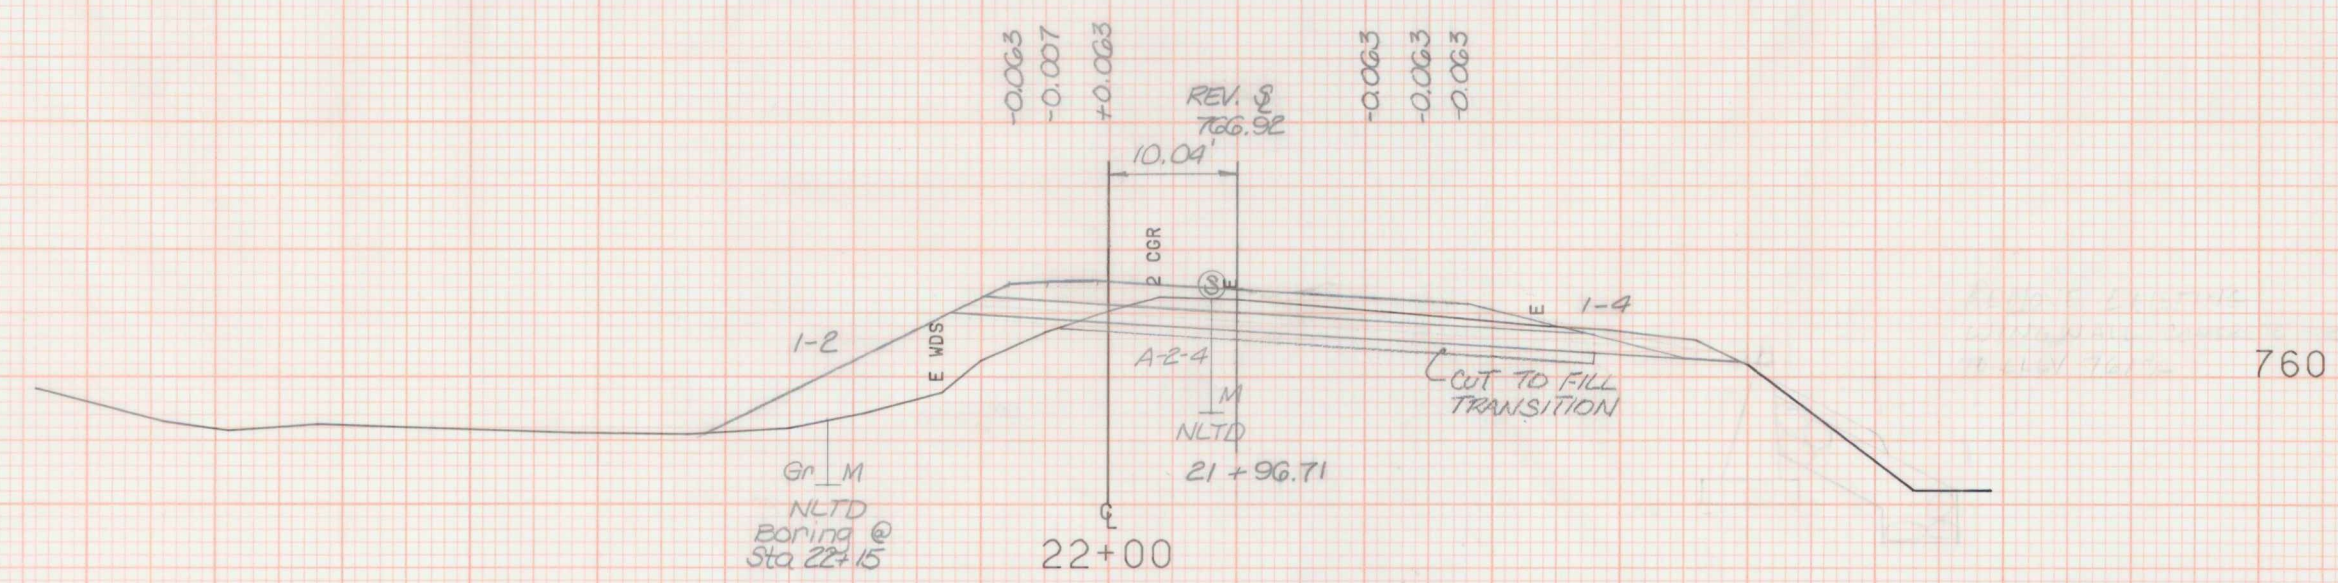 -0.063
-0.007
+0.063
-0.063
-0.063
-0.063
REV. ℄
766.92
10.04'
2 CGR
S
E
E
1-4
1-2
E WDS
A-2-4
CUT TO FILL
TRANSITION
760
M
NLTD
21 + 96.71
Gr M
NLTD
Boring @
Sta 22+15
℄
22+00